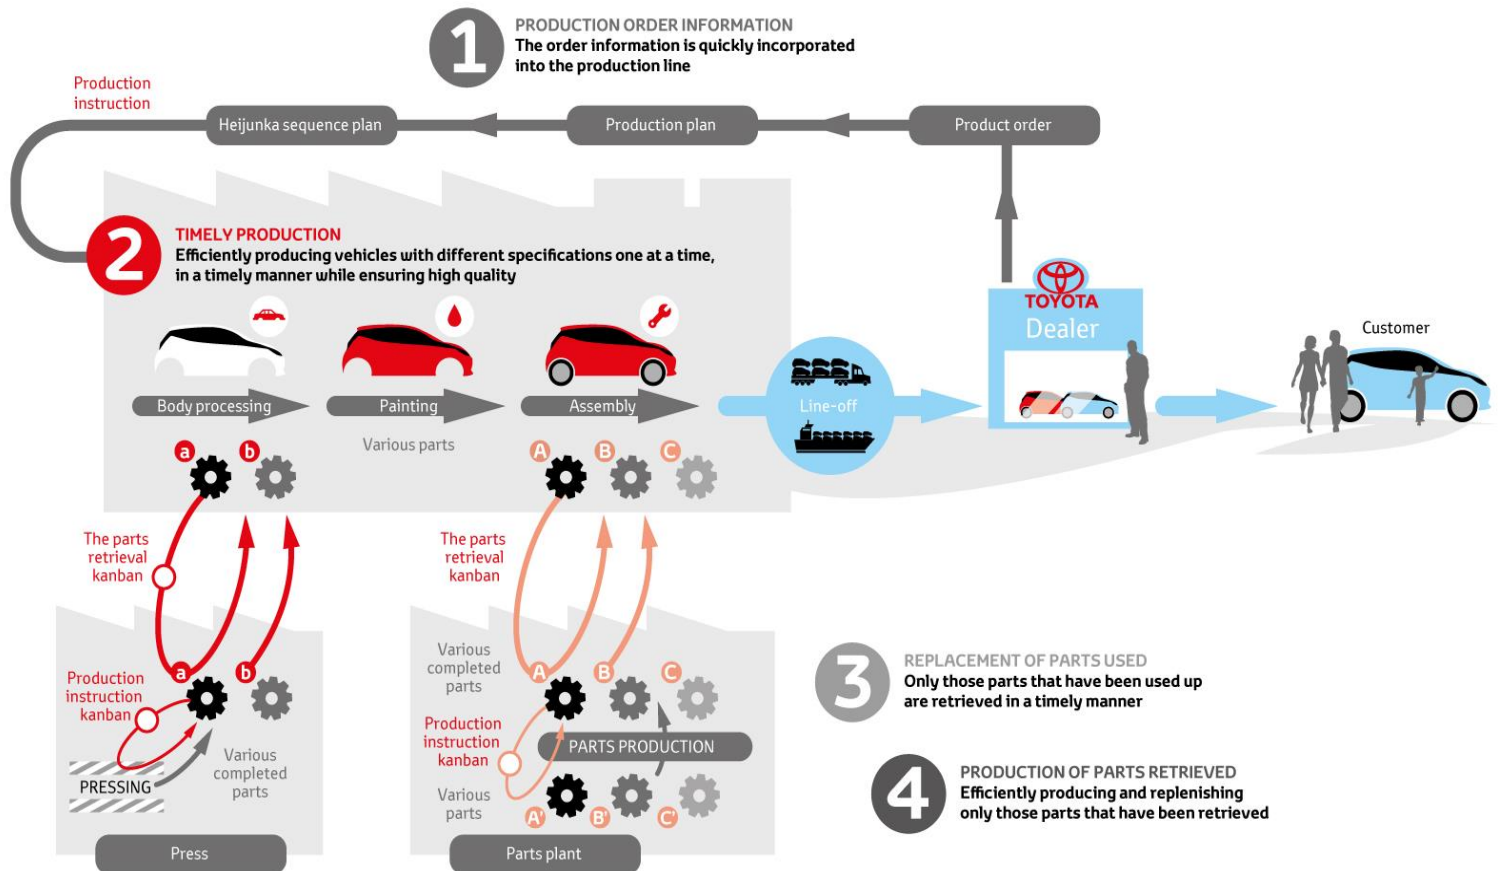 1
PRODUCTION ORDER INFORMATION
The order information is quickly incorporated
into the production line
Production
instruction
Heijunka sequence plan
Production plan
Product order
2
TIMELY PRODUCTION
Efficiently producing vehicles with different specifications one at a time,
in a timely manner while ensuring high quality
TOYOTA
Dealer
Customer
Body processing
Painting
Assembly
Line-off
Various parts
a
b
A
B
C
The parts
retrieval
kanban
The parts
retrieval
kanban
a
b
Production
instruction
kanban
PRESSING
Various
completed
parts
Press
Various
completed
parts
A
B
C
Production
instruction
kanban
PARTS PRODUCTION
Various
parts
A'
B'
C'
Parts plant
3
REPLACEMENT OF PARTS USED
Only those parts that have been used up
are retrieved in a timely manner
4
PRODUCTION OF PARTS RETRIEVED
Efficiently producing and replenishing
only those parts that have been retrieved